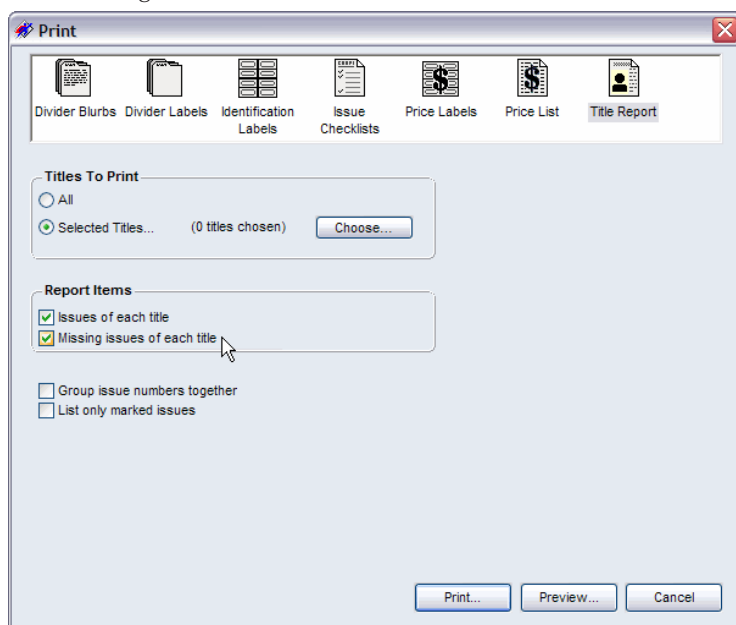 Print
Divider Blurbs Divider Labels Identification Labels Issue Checklists Price Labels Price List Title Report
Titles To Print
All
Selected Titles... (0 titles chosen) Choose...
Report Items
Issues of each title
Missing issues of each title
Group issue numbers together
List only marked issues
Print... Preview... Cancel